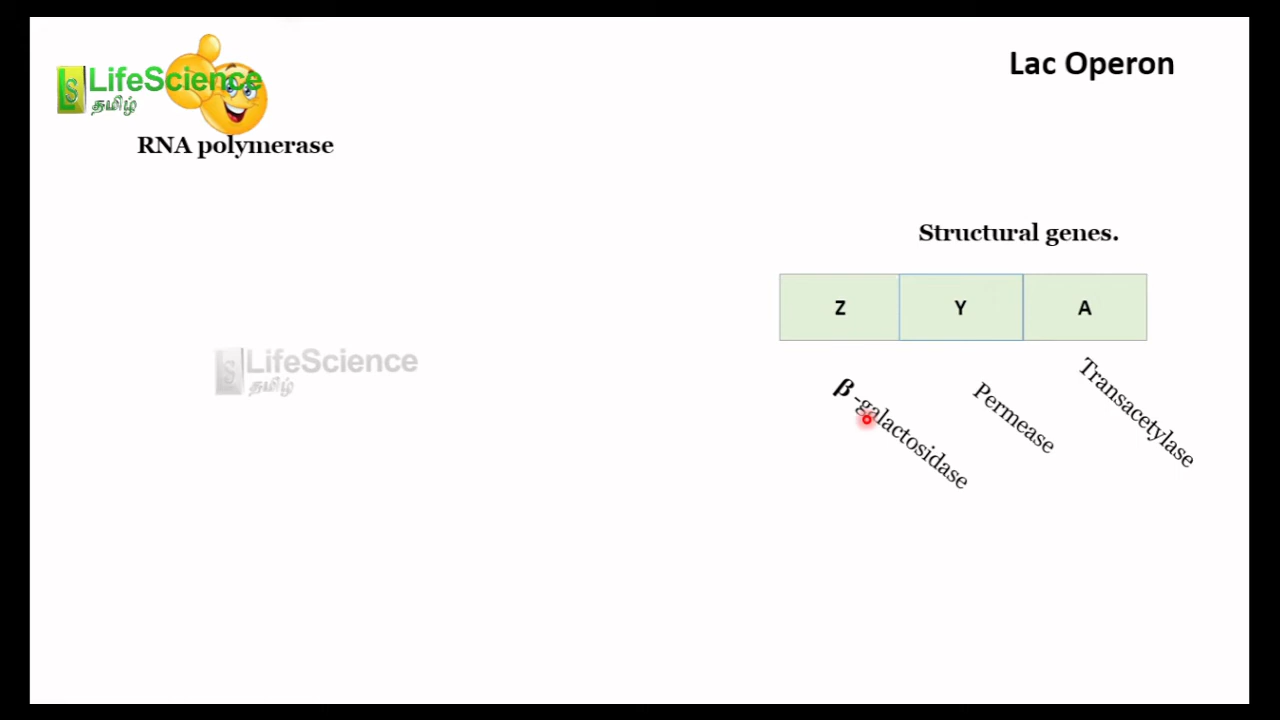 LifeScience
தமிழ்
Lac Operon
RNA polymerase
Structural genes.
Z
Y
A
β -galactosidase
Permease
Transacetylase
LifeScience
தமிழ்